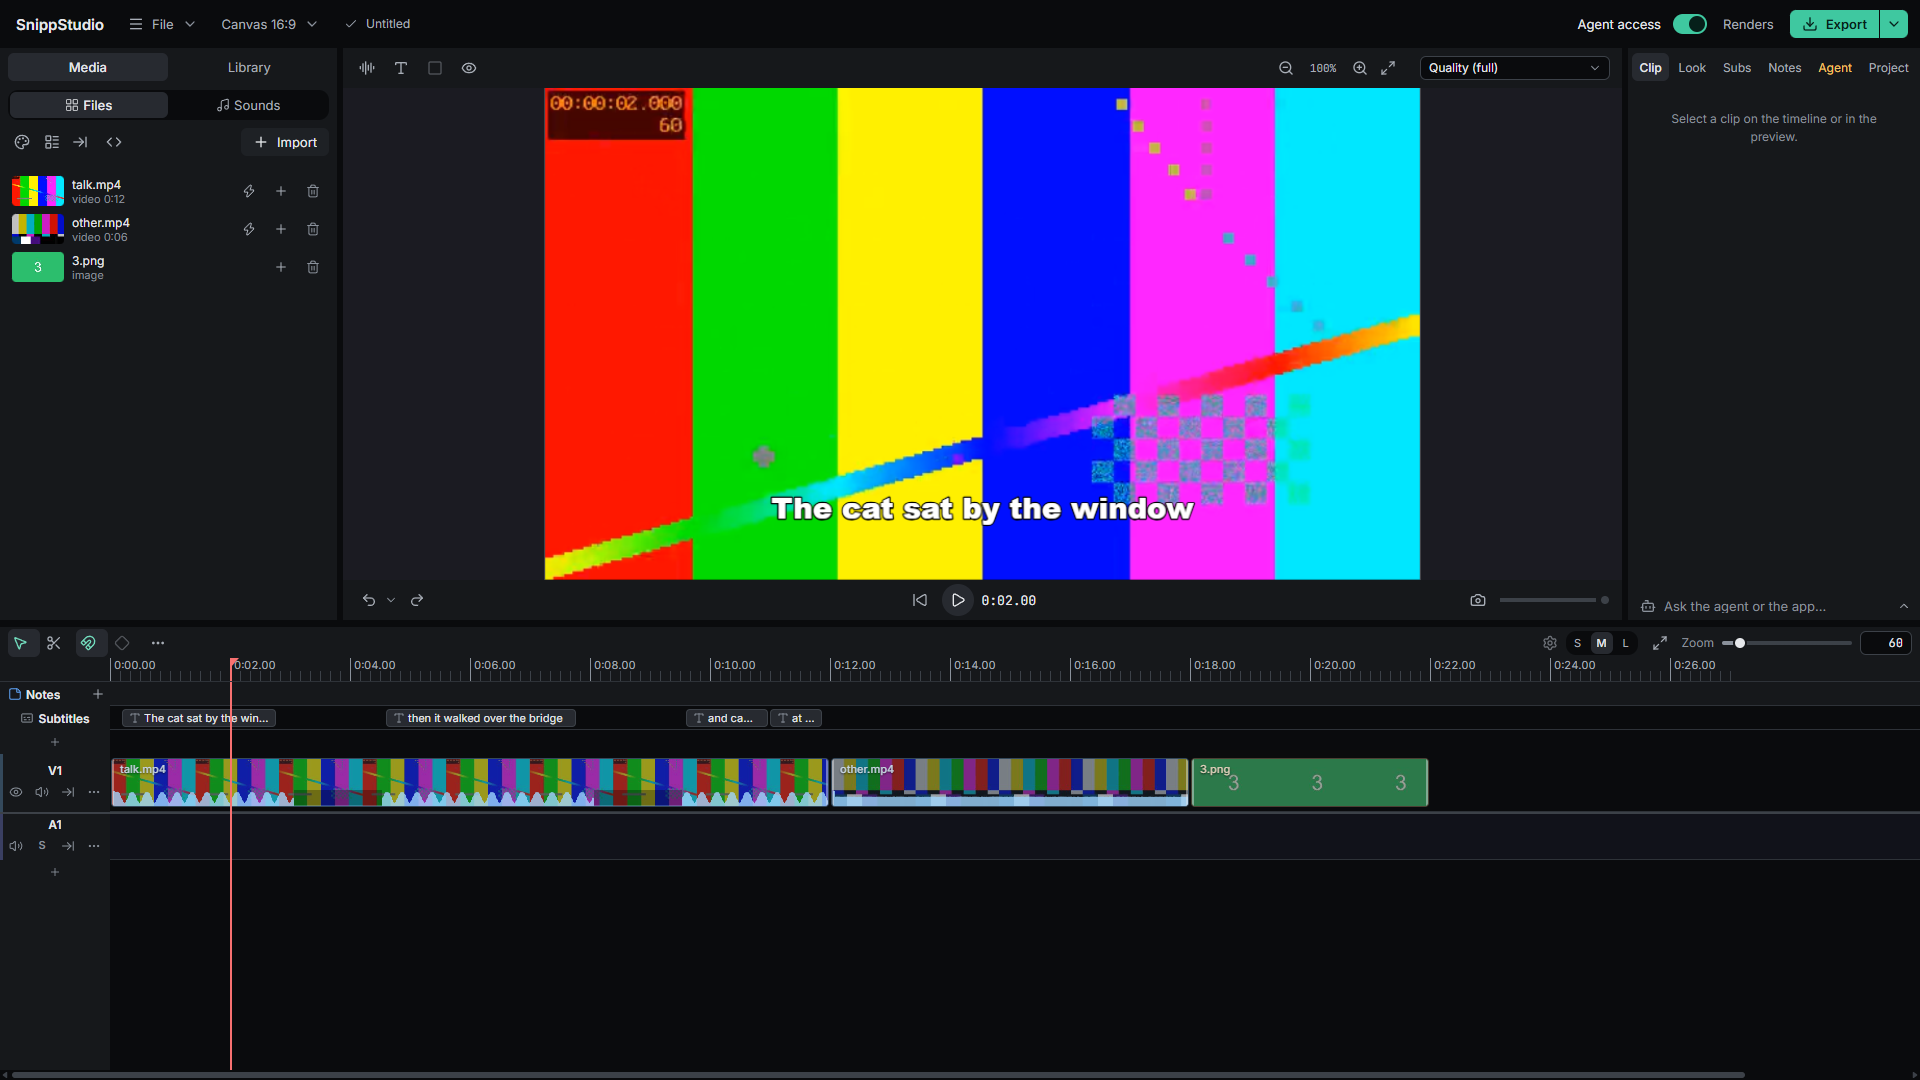 SnippStudio
File
Canvas 16:9
Untitled
Agent access
Renders
Export
Media
Library
Files
Sounds
Import
talk.mp4
video 0:12
other.mp4
video 0:06
3
3.png
image
100%
Quality (full)
00:00:02.000
60
The cat sat by the window
0:02.00
Clip
Look
Subs
Notes
Agent
Project
Select a clip on the timeline or in the
preview.
Ask the agent or the app...
S
M
L
Zoom
60
0:00.00
0:02.00
0:04.00
0:06.00
0:08.00
0:10.00
0:12.00
0:14.00
0:16.00
0:18.00
0:20.00
0:22.00
0:24.00
0:26.00
Notes
Subtitles
The cat sat by the win...
then it walked over the bridge
and ca...
at ...
V1
talk.mp4
other.mp4
3.png
3
3
3
A1
S